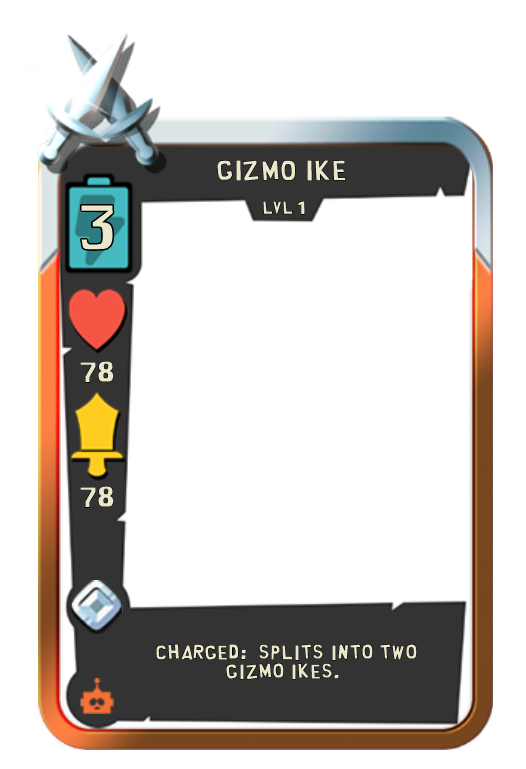 GIZMO IKE
LVL 1
3
78
78
CHARGED: SPLITS INTO TWO
GIZMO IKES.